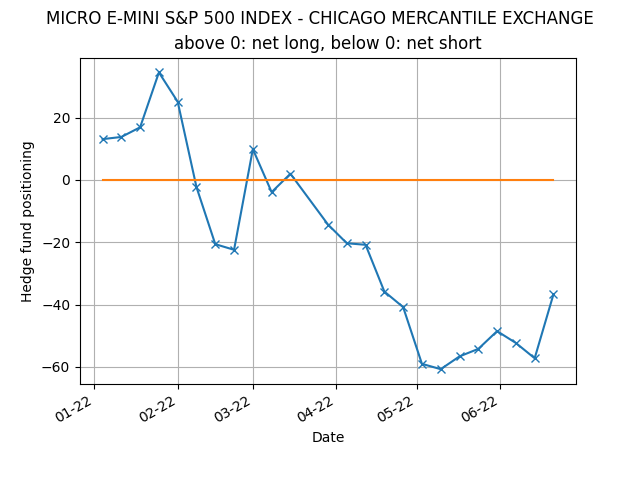 MICRO E-MINI S&P 500 INDEX - CHICAGO MERCANTILE EXCHANGE
above 0: net long, below 0: net short
Hedge fund positioning
20
0
−20
−40
−60
01-22
02-22
03-22
04-22
05-22
06-22
Date